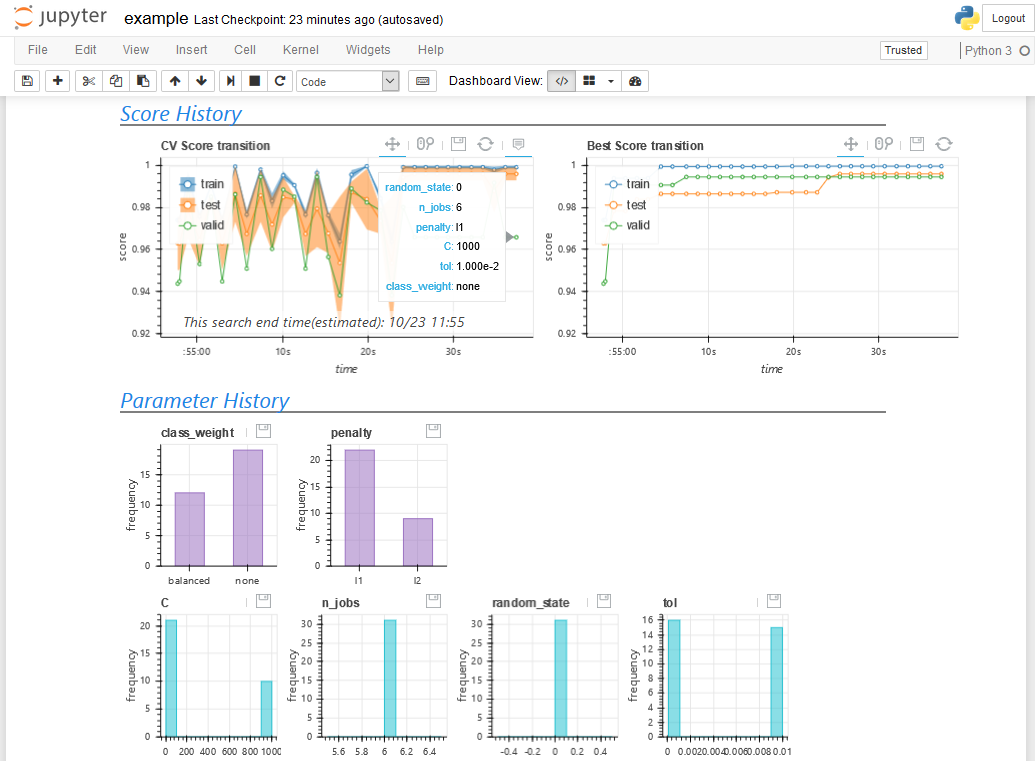 jupyter example Last Checkpoint: 23 minutes ago (autosaved) Logout
File Edit View Insert Cell Kernel Widgets Help Trusted Python 3
Code Dashboard View:
Score History
CV Score transition
score
1
0.98
0.96
0.94
0.92
train
test
valid
random_state: 0
n_jobs: 6
penalty: l1
C: 1000
tol: 1.000e-2
class_weight: none
This search end time(estimated): 10/23 11:55
:55:00 10s 20s 30s
time
Best Score transition
score
1
0.98
0.96
0.94
0.92
train
test
valid
:55:00 10s 20s 30s
time
Parameter History
class_weight
frequency
15
10
5
0
balanced none
penalty
frequency
20
15
10
5
0
l1 l2
C
frequency
20
15
10
5
0
0 200 400 600 800 1000
n_jobs
frequency
30
25
20
15
10
5
0
5.6 5.8 6 6.2 6.4
random_state
frequency
30
25
20
15
10
5
0
-0.4 -0.2 0 0.2 0.4
tol
frequency
16
14
12
10
8
6
4
2
0
0 0.002 0.004 0.006 0.008 0.01